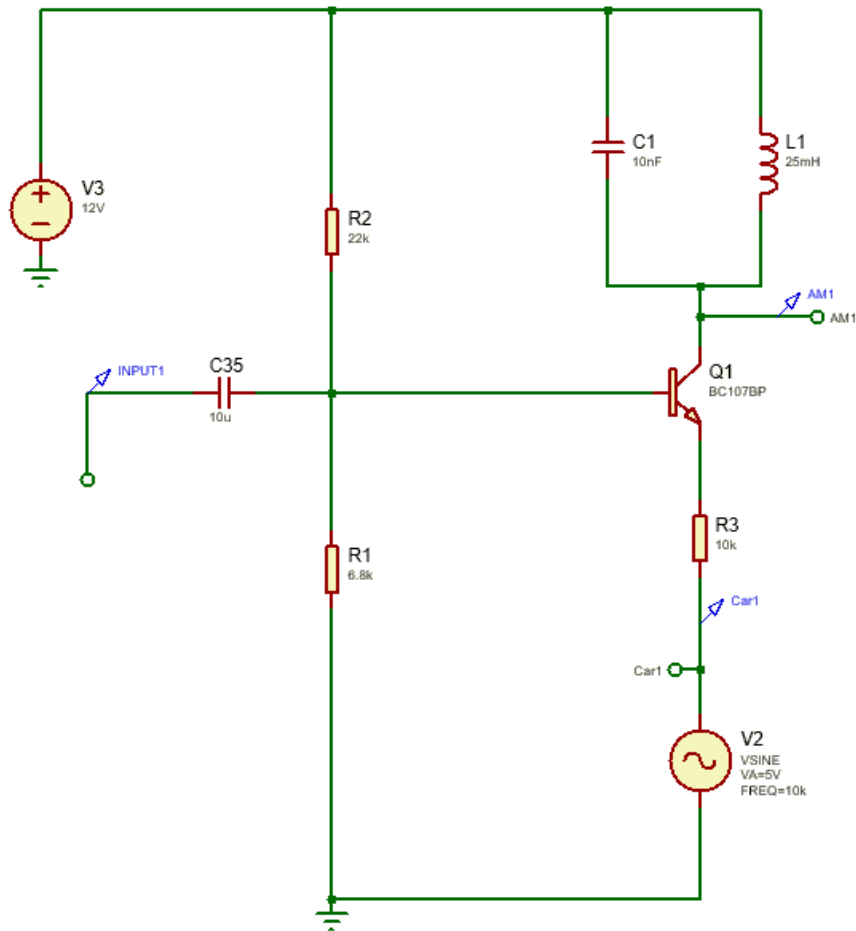 C1
10nF
L1
25mH
V3
12V
+
−
R2
22k
AM1
AM1
INPUT1
C35
10u
Q1
BC107BP
R3
10k
R1
6.8k
Car1
Car1
V2
VSINE
VA=5V
FREQ=10k